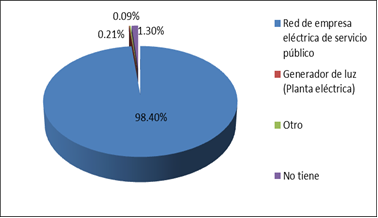 0.09%
0.21%
1.30%
98.40%
Red de empresa
eléctrica de servicio
público
Generador de luz
(Planta eléctrica)
Otro
No tiene